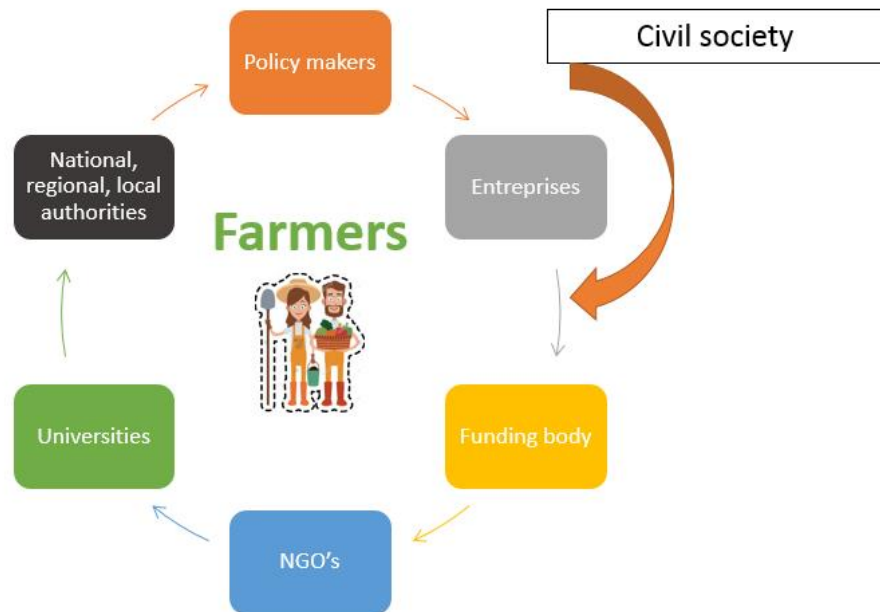 Policy makers
Civil society
National,
regional, local
authorities
Entreprises
Farmers
Universities
Funding body
NGO's